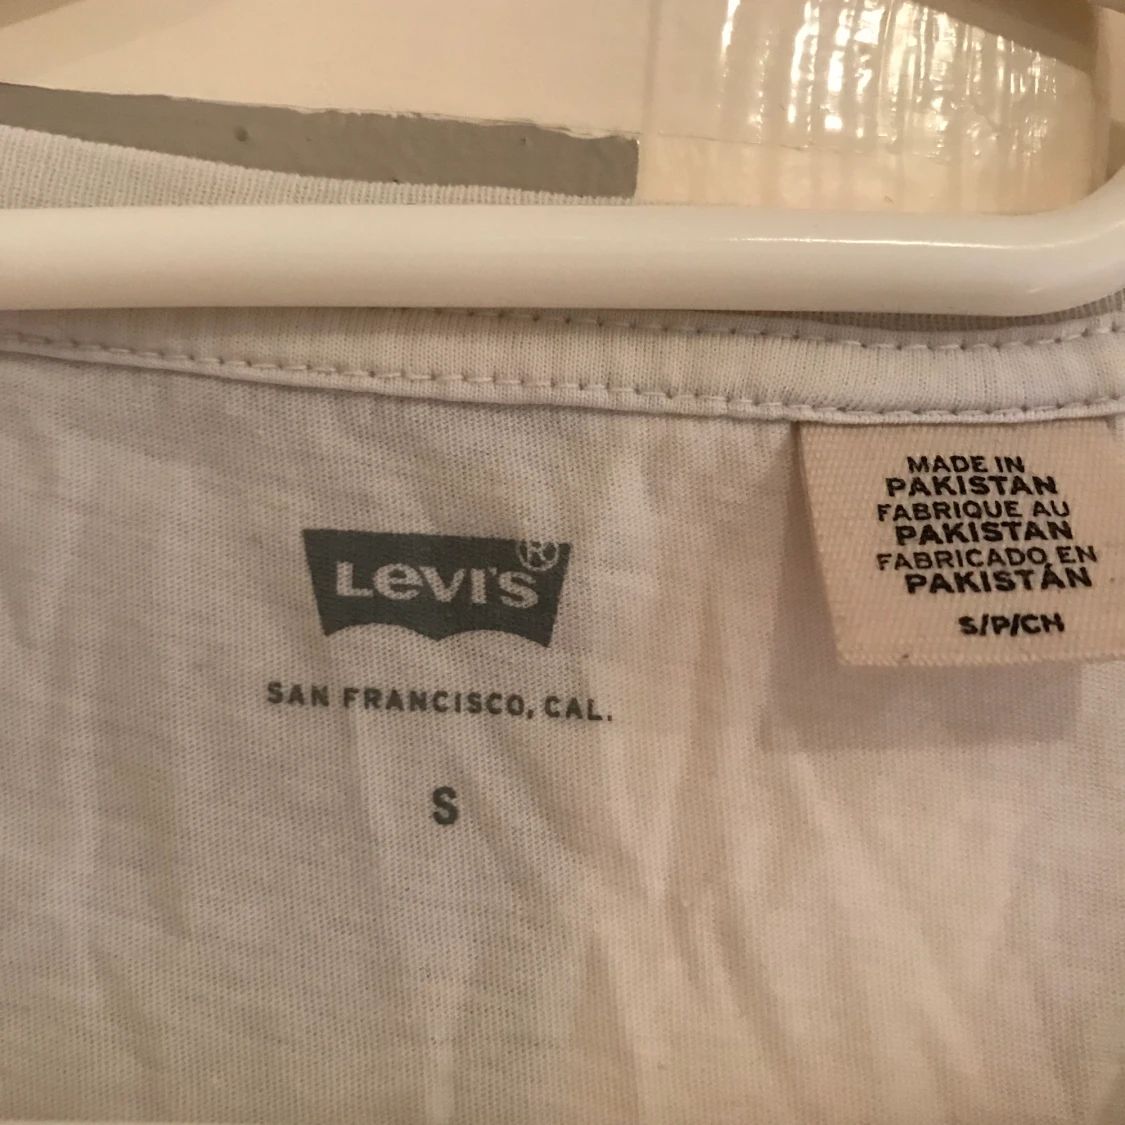 LEVI'S®
SAN FRANCISCO, CAL.
S
MADE IN
PAKISTAN
FABRIQUE AU
PAKISTAN
FABRICADO EN
PAKISTÁN
S/P/CH